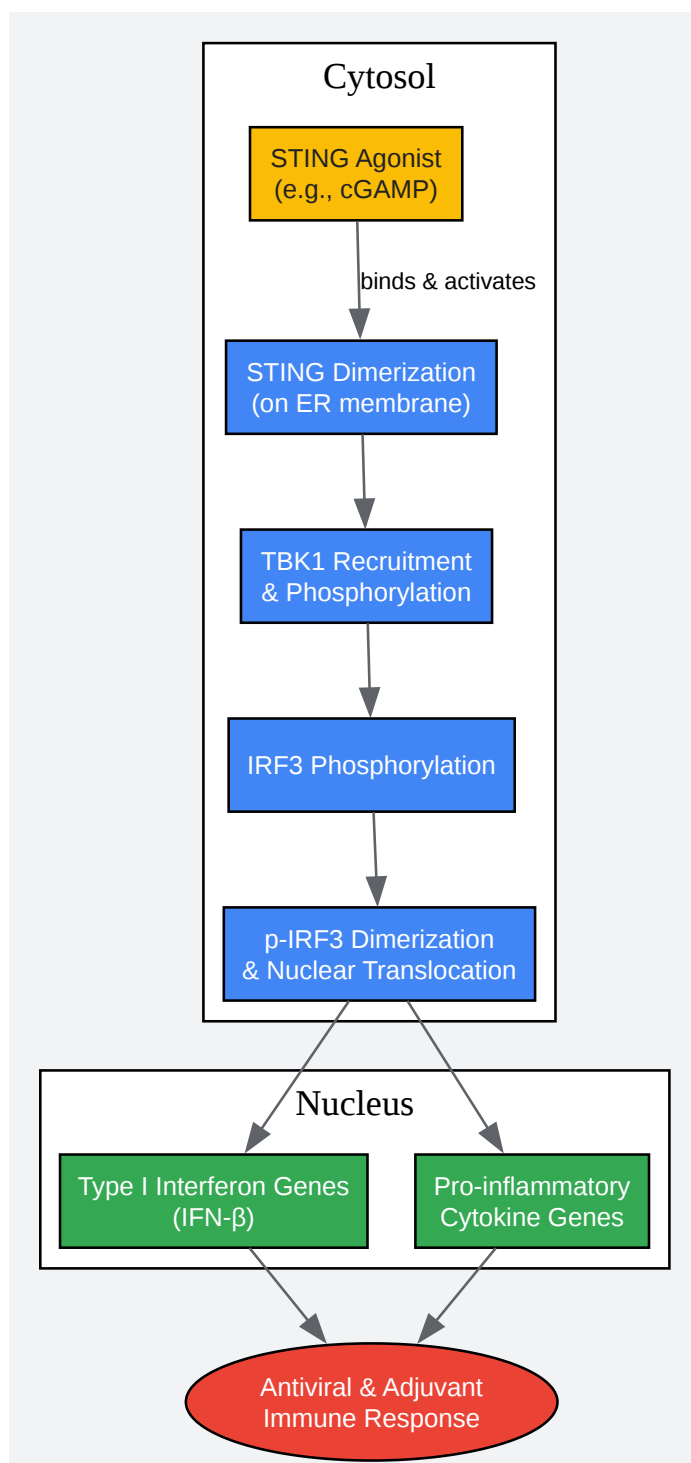 Cytosol
STING Agonist
(e.g., cGAMP)
binds & activates
STING Dimerization
(on ER membrane)
TBK1 Recruitment
& Phosphorylation
IRF3 Phosphorylation
p-IRF3 Dimerization
& Nuclear Translocation
Nucleus
Type I Interferon Genes
(IFN-β)
Pro-inflammatory
Cytokine Genes
Antiviral & Adjuvant
Immune Response